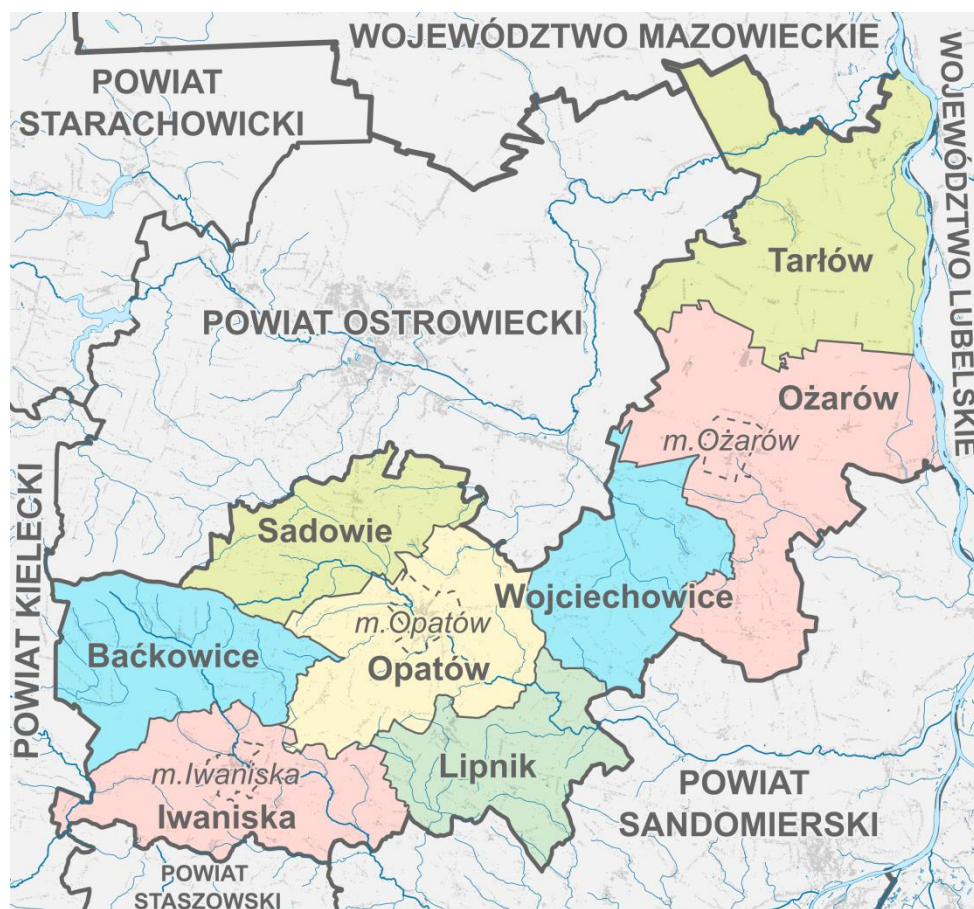 WOJEWÓDZTWO MAZOWIECKIE
POWIAT
STARACHOWICKI
WOJEWÓDZTWO LUBELSKIE
Tarłów
POWIAT OSTROWIECKI
Ożarów
m.Ożarów
POWIAT KIELECKI
Sadowie
Wojciechowice
m.Opatów
Baćkowice
Opatów
Lipnik
m.Iwaniska
Iwaniska
POWIAT
SANDOMIERSKI
POWIAT
STASZOWSKI